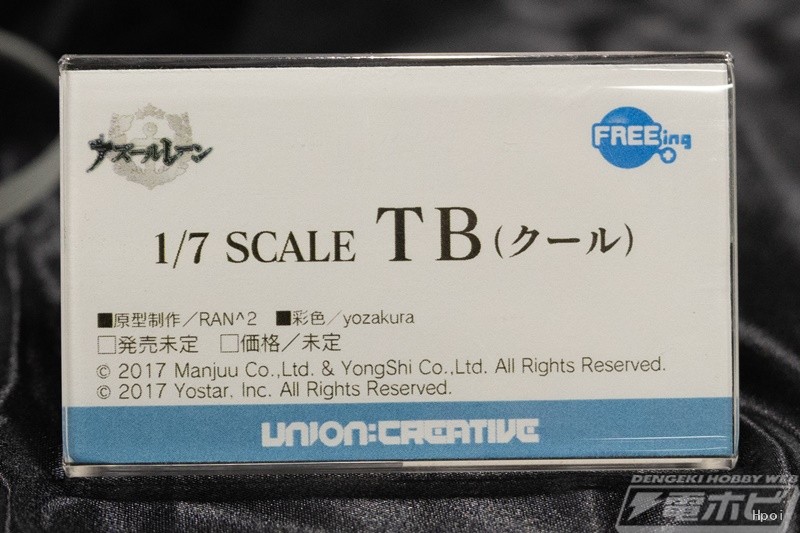 アズールレーン
FREEing
1/7 SCALE TB(クール)
■原型制作/RAN^2 ■彩色/yozakura
□発売未定 □価格/未定
© 2017 Manjuu Co.,Ltd. & YongShi Co.,Ltd. All Rights Reserved.
© 2017 Yostar, Inc. All Rights Reserved.
UNION:CREATIVE
DENGEKI HOBBY WEB
電ホビ
Hpoi